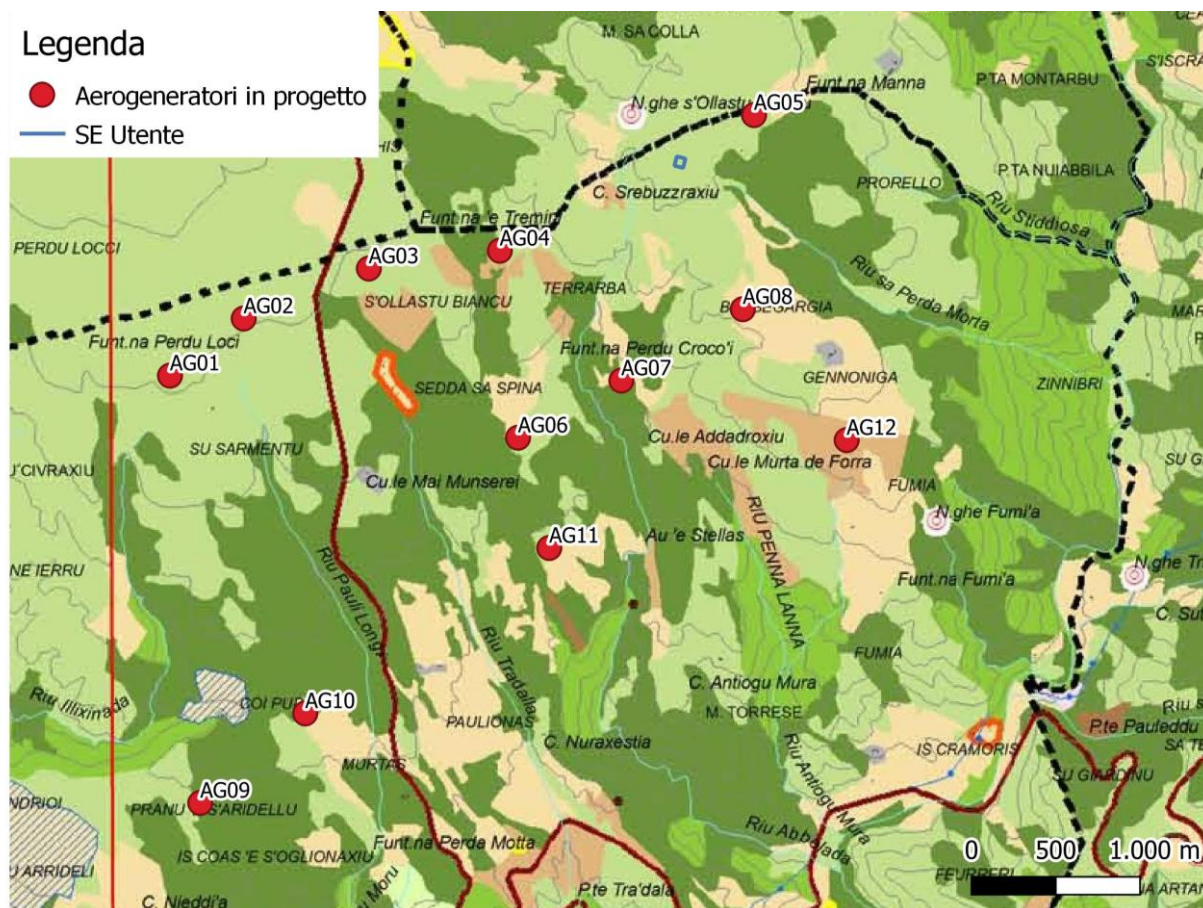 Legenda
Aerogeneratori in progetto
SE Utente
M. SA COLLA
S'ISCRA
P.TA MONTARBU
Funt.na Manna
N.ghe s'Ollastu
AG05
P.TA NUIABBILA
PRORELLO
C. Srebuzzraxiu
Riu Stiddiosa
Funt.na 'e Tremini
AG04
PERDU LOCCI
AG03
TERRARBA
Riu sa Perda Morta
S'OLLASTU BIANCU
AG08
AG02
Funt.na Perdu Loci
Funt.na Perdu Croco'i
AG01
AG07
GENNONIGA
ZINNIBRI
SEDDA SA SPINA
AG06
Cu.le Addadroxiu
AG12
SU SARMENTU
Cu.le Murta de Forra
Cu.le Mai Munserei
FUMIA
N.ghe Fumi'a
AG11
Au 'e Stellas
RIU PENNA LANNA
Riu Pauli Longu
Funt.na Fumi'a
Riu Tradala
FUMIA
C. Antiogu Mura
Riu Illixinada
AG10
M. TORRESE
PAULIONAS
P.te Pauleddu
C. Nuraxestia
IS CRAMORIS
MURTAS
SU GIARDINU
AG09
PRANU S'ARIDELLU
Riu Antiogu Mura
Funt.na Perda Motta
Riu Abbelada
IS COAS 'E S'OGLIONAXIU
0 500 1.000 m
FEURRERI
P.te Tra'dala
C. Nieddi'a